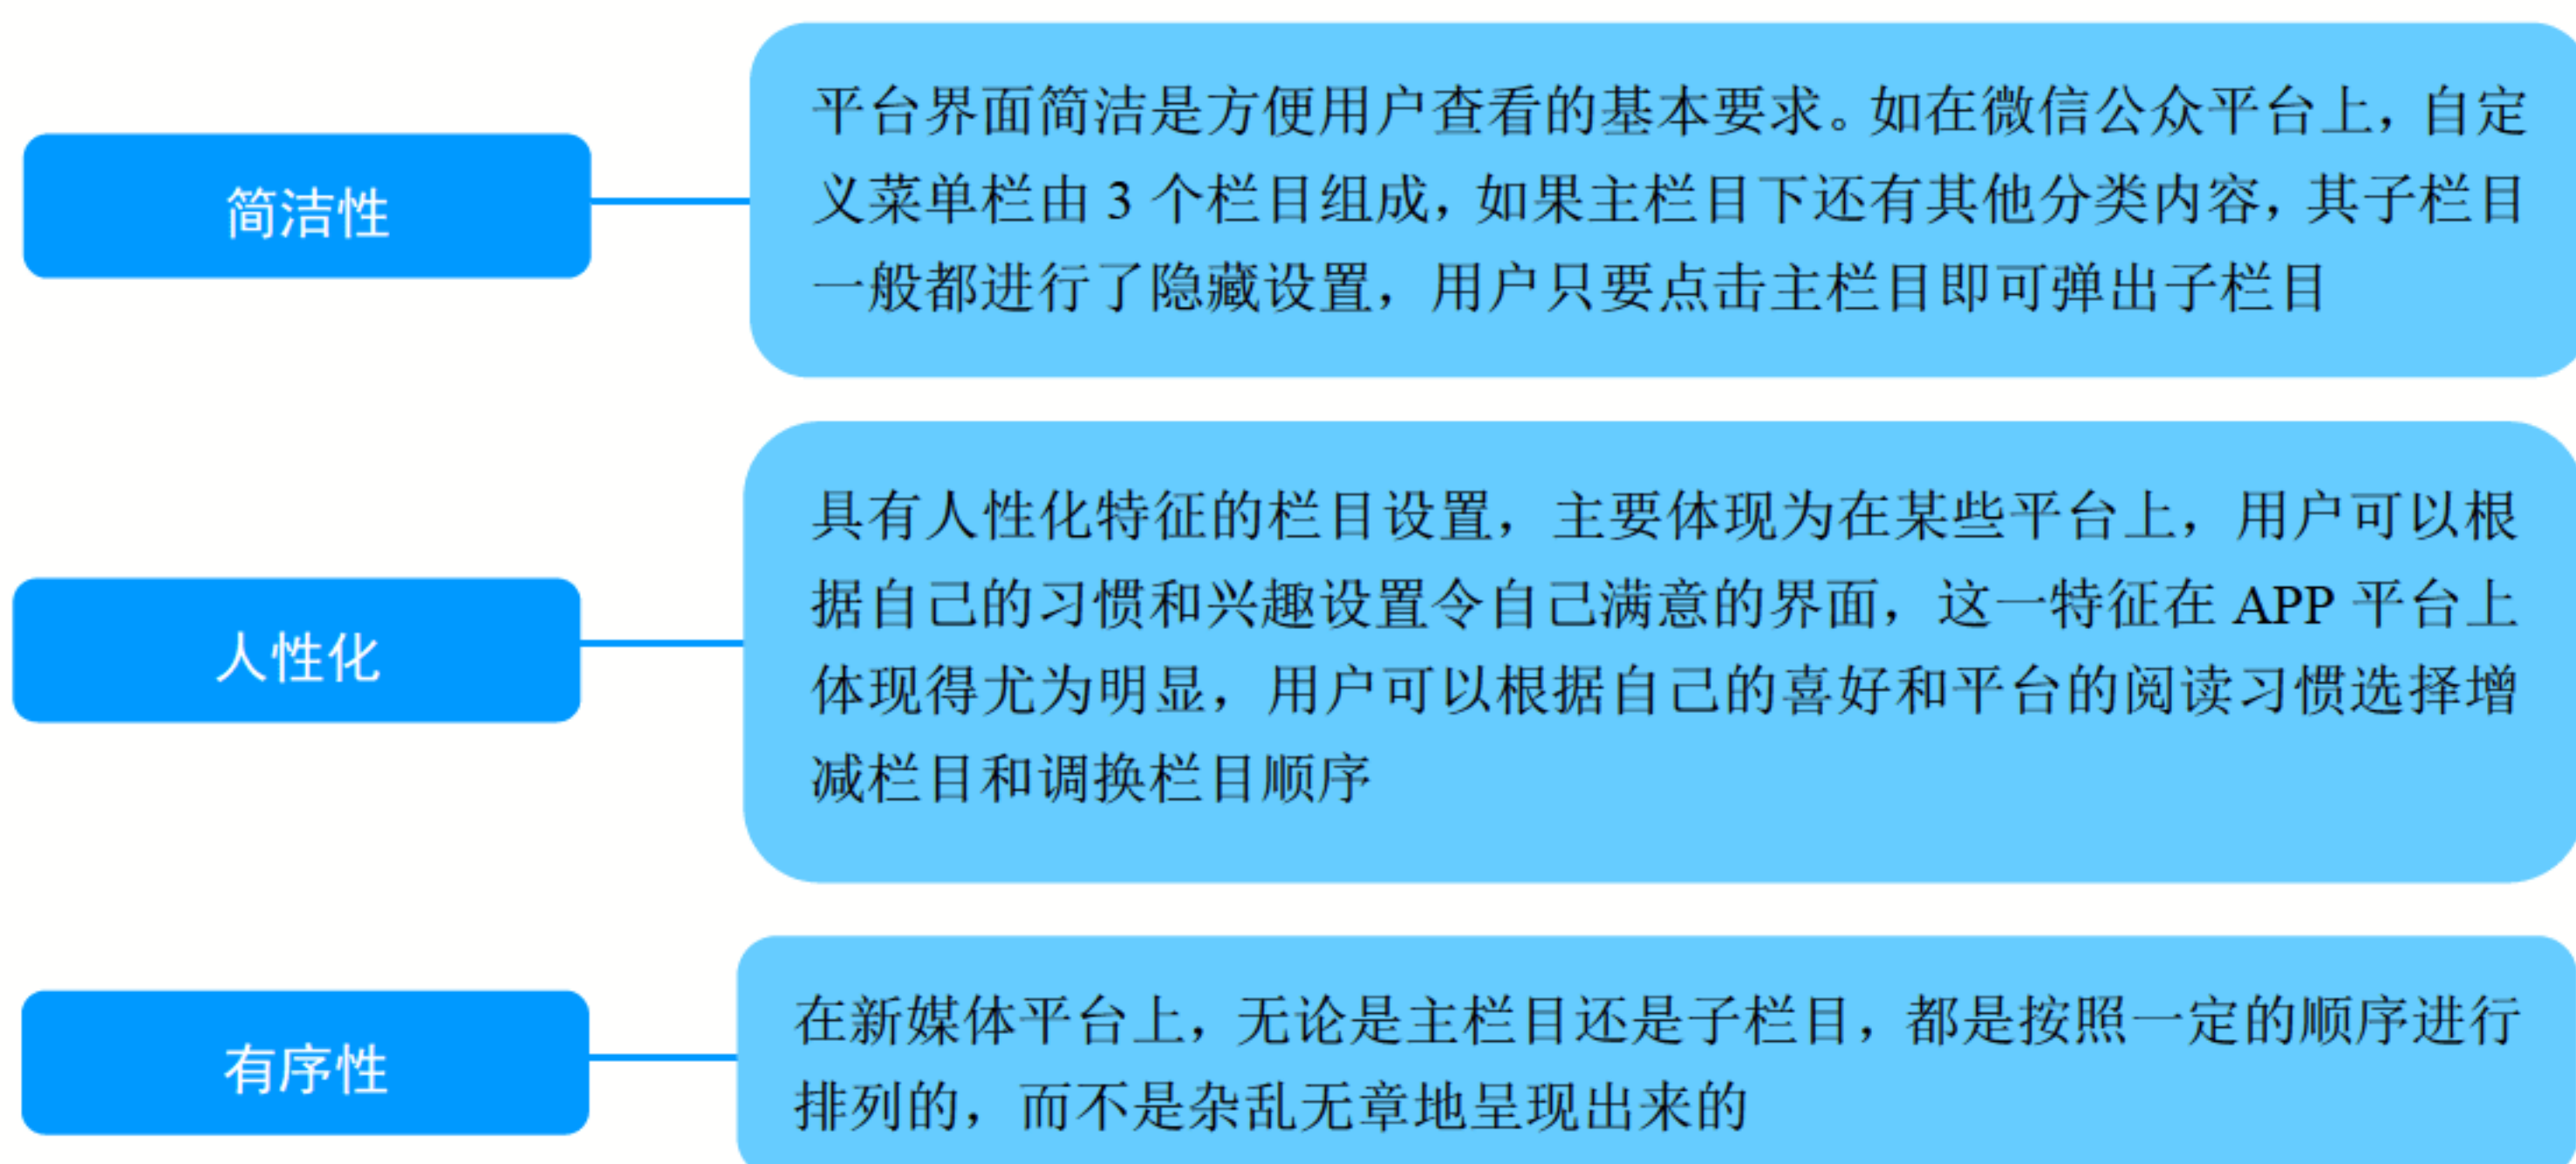 简洁性
平台界面简洁是方便用户查看的基本要求。如在微信公众平台上，自定
义菜单栏由 3 个栏目组成，如果主栏目下还有其他分类内容，其子栏目
一般都进行了隐藏设置，用户只要点击主栏目即可弹出子栏目
人性化
具有人性化特征的栏目设置，主要体现为在某些平台上，用户可以根
据自己的习惯和兴趣设置令自己满意的界面，这一特征在 APP 平台上
体现得尤为明显，用户可以根据自己的喜好和平台的阅读习惯选择增
减栏目和调换栏目顺序
有序性
在新媒体平台上，无论是主栏目还是子栏目，都是按照一定的顺序进行
排列的，而不是杂乱无章地呈现出来的